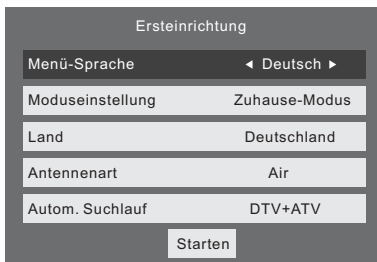 Ersteinrichtung
Menü-Sprache ◄ Deutsch ►
Moduseinstellung Zuhause-Modus
Land Deutschland
Antennenart Air
Autom. Suchlauf DTV+ATV
Starten